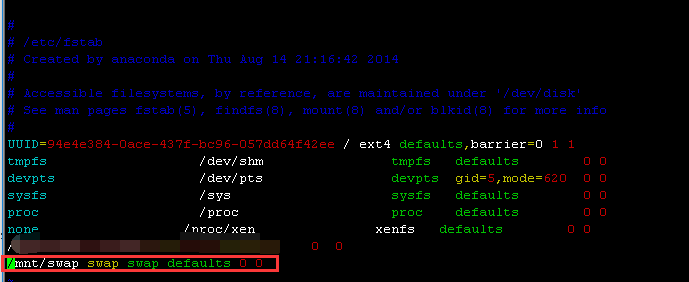 #
# /etc/fstab
# Created by anaconda on Thu Aug 14 21:16:42 2014
#
# Accessible filesystems, by reference, are maintained under '/dev/disk'
# See man pages fstab(5), findfs(8), mount(8) and/or blkid(8) for more info
#
UUID=94e4e384-0ace-437f-bc96-057dd64f42ee / ext4 defaults,barrier=0 1 1
tmpfs /dev/shm tmpfs defaults 0 0
devpts /dev/pts devpts gid=5,mode=620 0 0
sysfs /sys sysfs defaults 0 0
proc /proc proc defaults 0 0
none /proc/xen xenfs defaults 0 0
/ 0 0
/mnt/swap swap swap defaults 0 0